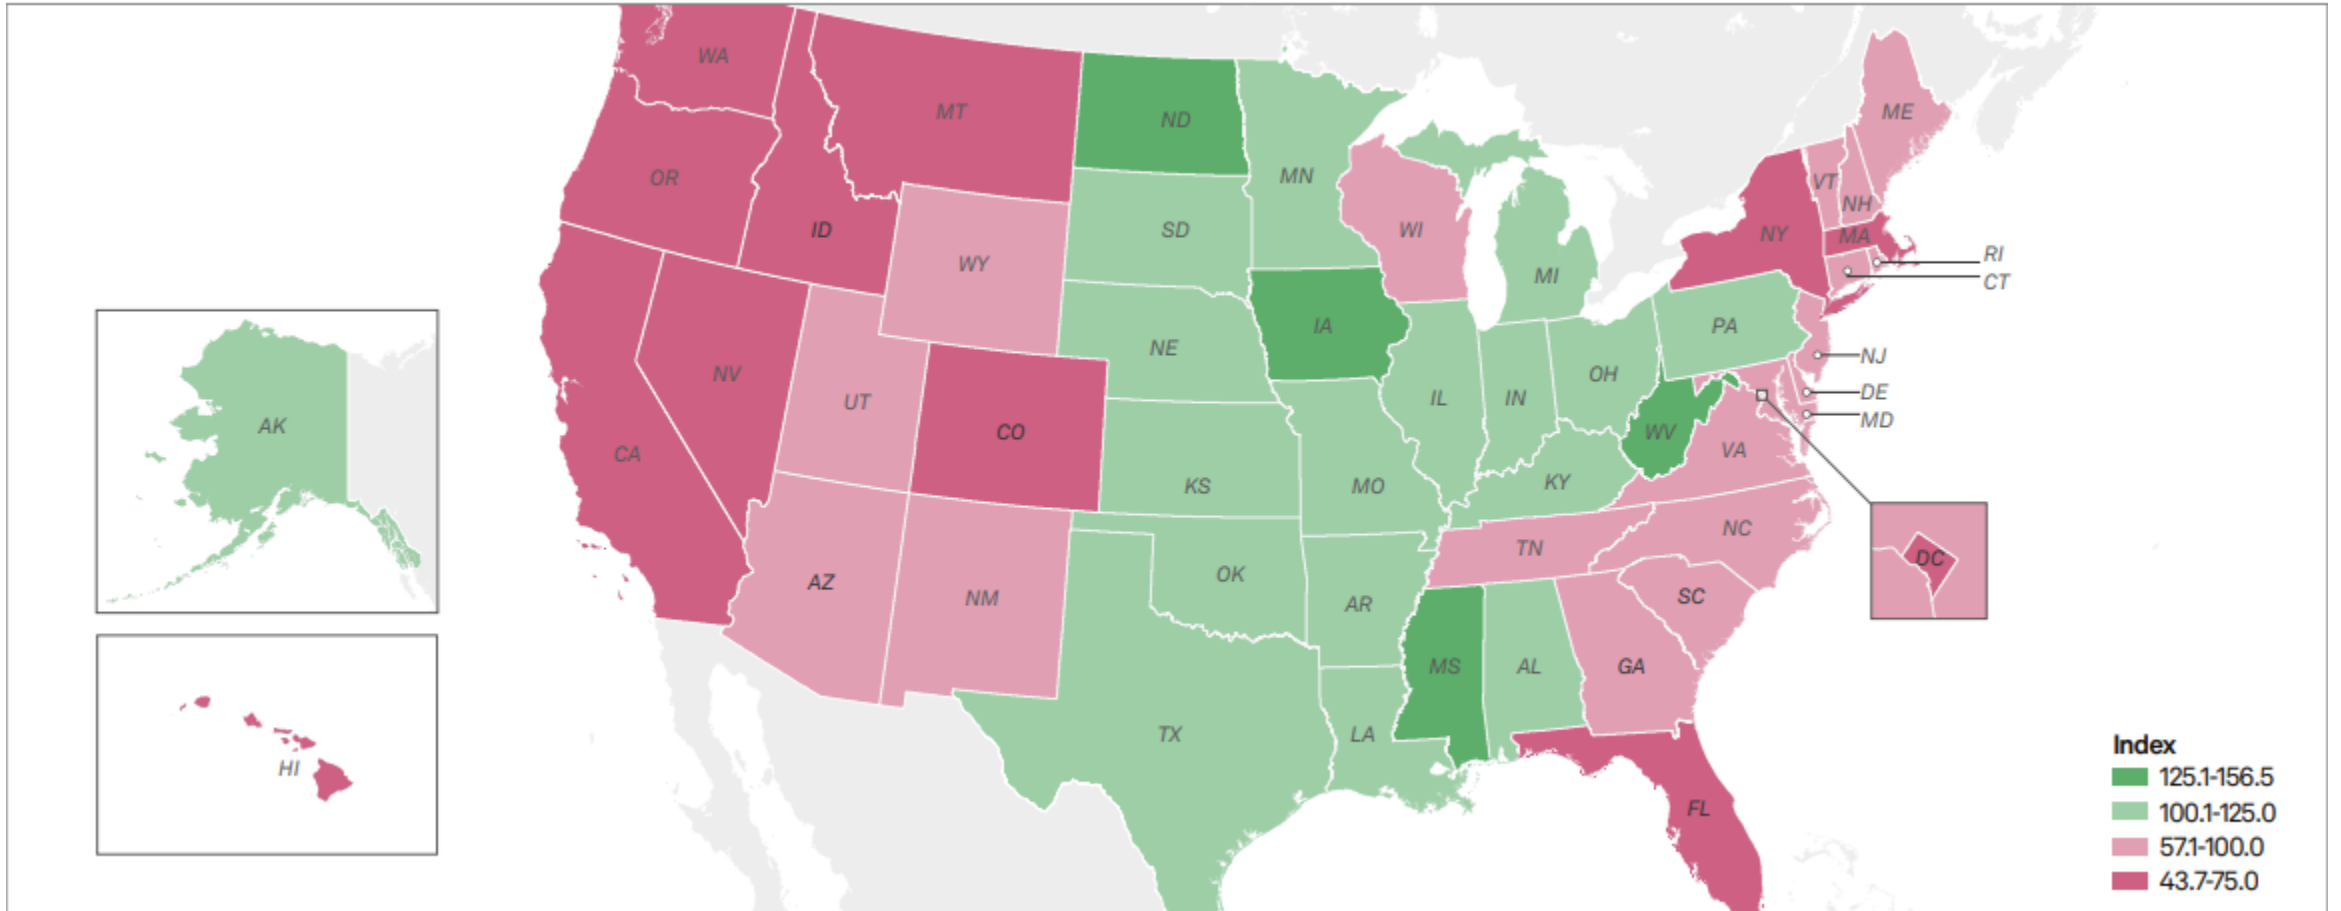 WA
MT
ND
ME
OR
MN
VT
NH
ID
SD
WI
NY
MA
RI
WY
MI
CT
IA
PA
NE
NJ
NV
OH
UT
IL
IN
DE
MD
AK
CO
WV
CA
VA
KS
MO
KY
NC
TN
DC
OK
AZ
NM
AR
SC
MS
AL
GA
TX
LA
HI
FL
Index
125.1-156.5
100.1-125.0
57.1-100.0
43.7-75.0